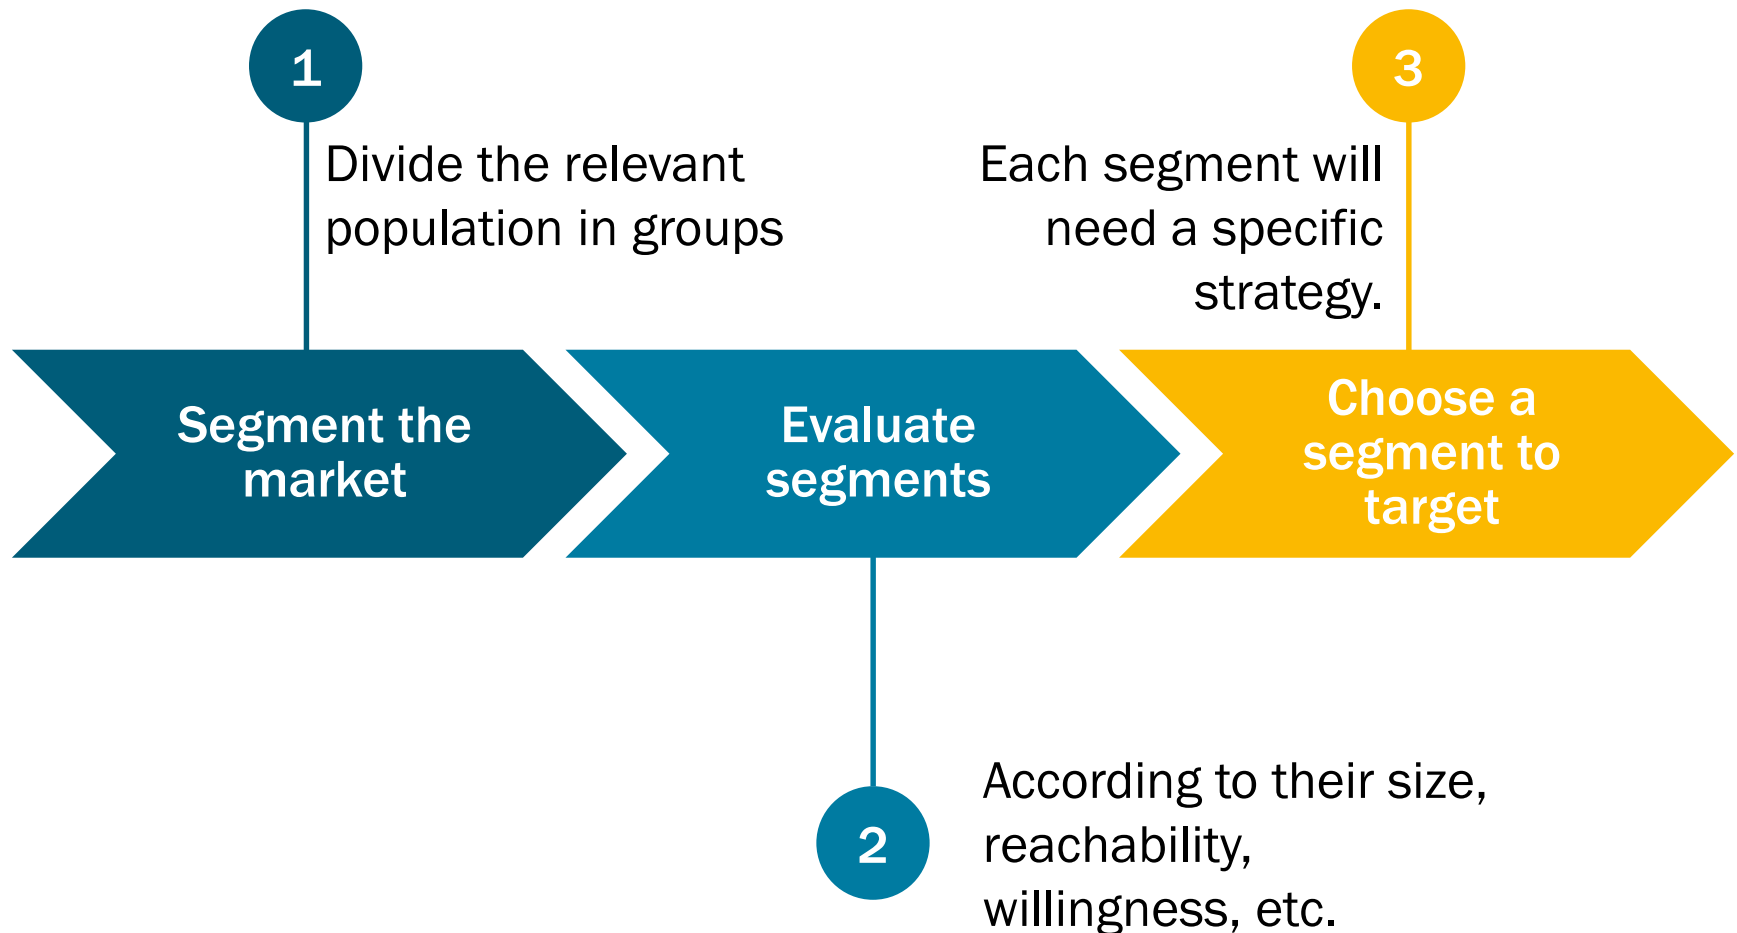 1
Divide the relevant
population in groups
3
Each segment will
need a specific
strategy.
Segment the
market
Evaluate
segments
Choose a
segment to
target
2
According to their size,
reachability,
willingness, etc.